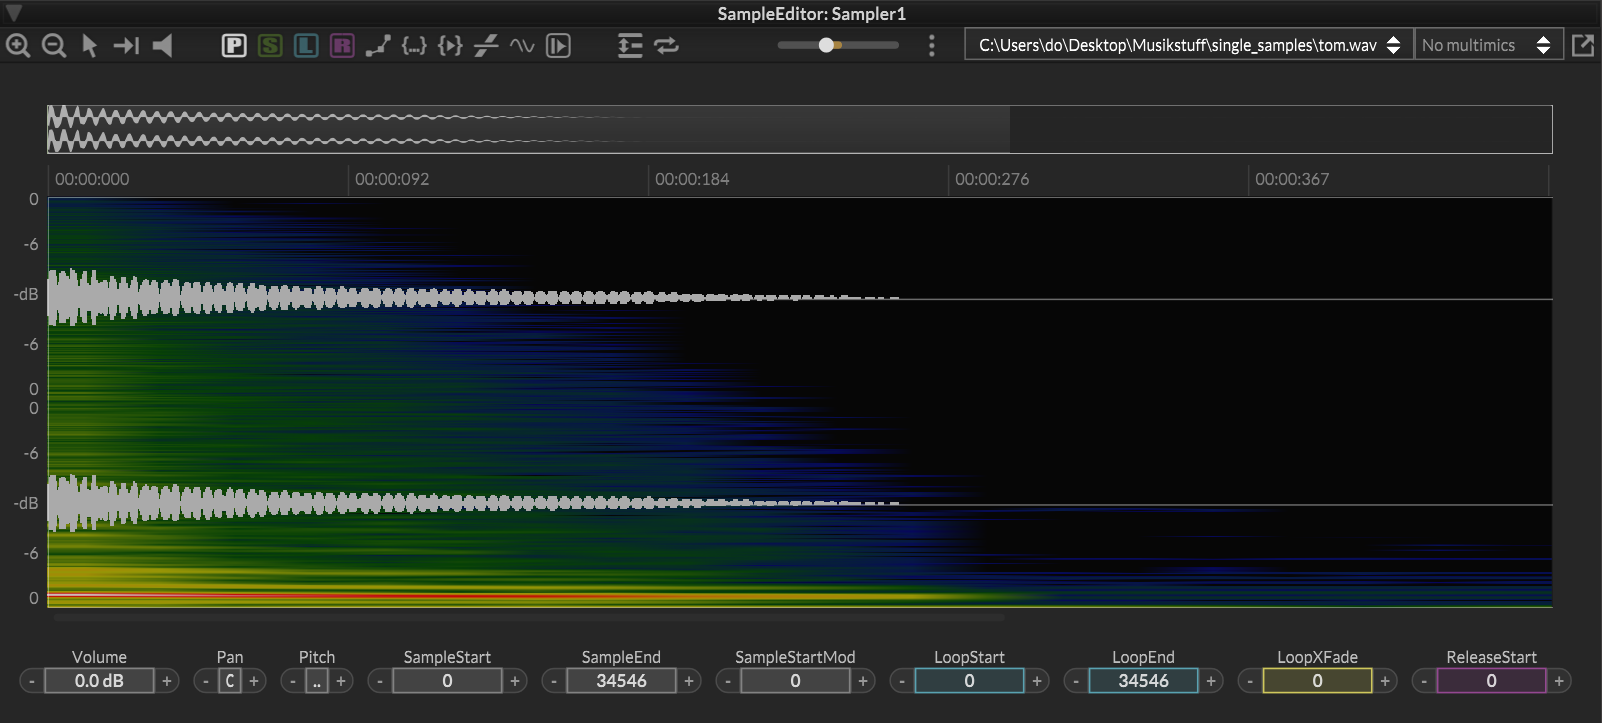 SampleEditor: Sampler1
P S L R {...}
C:\Users\do\Desktop\Musikstuff\single_samples\tom.wav No multimics
00:00:000 00:00:092 00:00:184 00:00:276 00:00:367
0
-6
-dB
-6
0
0
-6
-dB
-6
0
Volume Pan Pitch SampleStart SampleEnd SampleStartMod LoopStart LoopEnd LoopXFade ReleaseStart
- 0.0 dB + - C + - .. + - 0 + - 34546 + - 0 + - 0 + - 34546 + - 0 + - 0 +